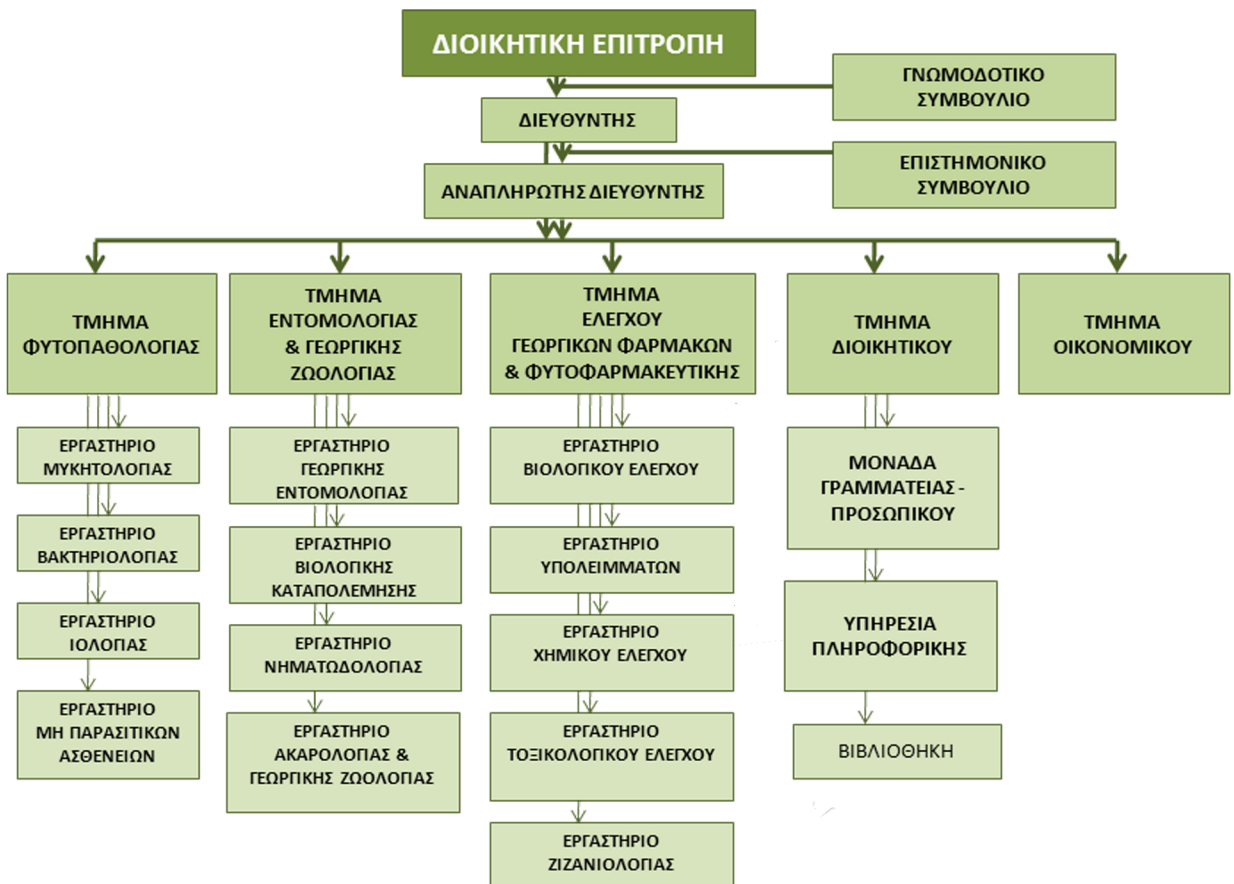 ΔΙΟΙΚΗΤΙΚΗ ΕΠΙΤΡΟΠΗ
ΓΝΩΜΟΔΟΤΙΚΟ
ΣΥΜΒΟΥΛΙΟ
ΔΙΕΥΘΥΝΤΗΣ
ΕΠΙΣΤΗΜΟΝΙΚΟ
ΣΥΜΒΟΥΛΙΟ
ΑΝΑΠΛΗΡΩΤΗΣ ΔΙΕΥΘΥΝΤΗΣ
ΤΜΗΜΑ
ΦΥΤΟΠΑΘΟΛΟΓΙΑΣ
ΕΡΓΑΣΤΗΡΙΟ
ΜΥΚΗΤΟΛΟΓΙΑΣ
ΕΡΓΑΣΤΗΡΙΟ
ΒΑΚΤΗΡΙΟΛΟΓΙΑΣ
ΕΡΓΑΣΤΗΡΙΟ
ΙΟΛΟΓΙΑΣ
ΕΡΓΑΣΤΗΡΙΟ
ΜΗ ΠΑΡΑΣΙΤΙΚΩΝ
ΑΣΘΕΝΕΙΩΝ
ΤΜΗΜΑ
ΕΝΤΟΜΟΛΟΓΙΑΣ
& ΓΕΩΡΓΙΚΗΣ
ΖΩΟΛΟΓΙΑΣ
ΕΡΓΑΣΤΗΡΙΟ
ΓΕΩΡΓΙΚΗΣ
ΕΝΤΟΜΟΛΟΓΙΑΣ
ΕΡΓΑΣΤΗΡΙΟ
ΒΙΟΛΟΓΙΚΗΣ
ΚΑΤΑΠΟΛΕΜΗΣΗΣ
ΕΡΓΑΣΤΗΡΙΟ
ΝΗΜΑΤΩΔΟΛΟΓΙΑΣ
ΕΡΓΑΣΤΗΡΙΟ
ΑΚΑΡΟΛΟΓΙΑΣ &
ΓΕΩΡΓΙΚΗΣ ΖΩΟΛΟΓΙΑΣ
ΤΜΗΜΑ
ΕΛΕΓΧΟΥ
ΓΕΩΡΓΙΚΩΝ ΦΑΡΜΑΚΩΝ
& ΦΥΤΟΦΑΡΜΑΚΕΥΤΙΚΗΣ
ΕΡΓΑΣΤΗΡΙΟ
ΒΙΟΛΟΓΙΚΟΥ ΕΛΕΓΧΟΥ
ΕΡΓΑΣΤΗΡΙΟ
ΥΠΟΛΕΙΜΜΑΤΩΝ
ΕΡΓΑΣΤΗΡΙΟ
ΧΗΜΙΚΟΥ ΕΛΕΓΧΟΥ
ΕΡΓΑΣΤΗΡΙΟ
ΤΟΞΙΚΟΛΟΓΙΚΟΥ ΕΛΕΓΧΟΥ
ΕΡΓΑΣΤΗΡΙΟ
ΖΙΖΑΝΙΟΛΟΓΙΑΣ
ΤΜΗΜΑ
ΔΙΟΙΚΗΤΙΚΟΥ
ΜΟΝΑΔΑ
ΓΡΑΜΜΑΤΕΙΑΣ -
ΠΡΟΣΩΠΙΚΟΥ
ΥΠΗΡΕΣΙΑ
ΠΛΗΡΟΦΟΡΙΚΗΣ
ΒΙΒΛΙΟΘΗΚΗ
ΤΜΗΜΑ
ΟΙΚΟΝΟΜΙΚΟΥ